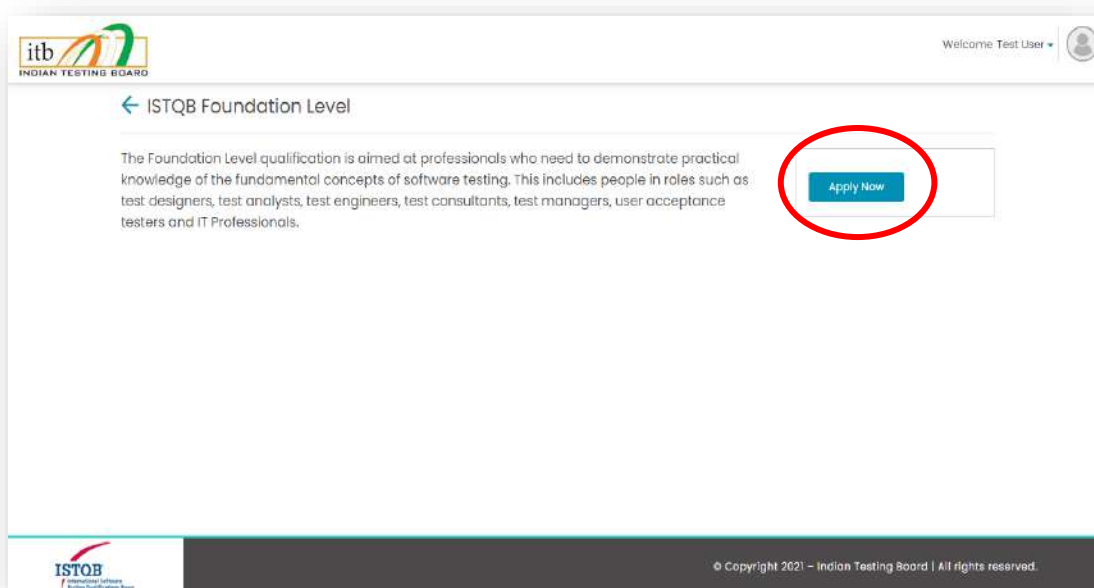 itb
INDIAN TESTING BOARD
Welcome Test User
← ISTQB Foundation Level
The Foundation Level qualification is aimed at professionals who need to demonstrate practical
knowledge of the fundamental concepts of software testing. This includes people in roles such as
test designers, test analysts, test engineers, test consultants, test managers, user acceptance
testers and IT Professionals.
Apply Now
ISTQB
International Software
© Copyright 2021 – Indian Testing Board | All rights reserved.